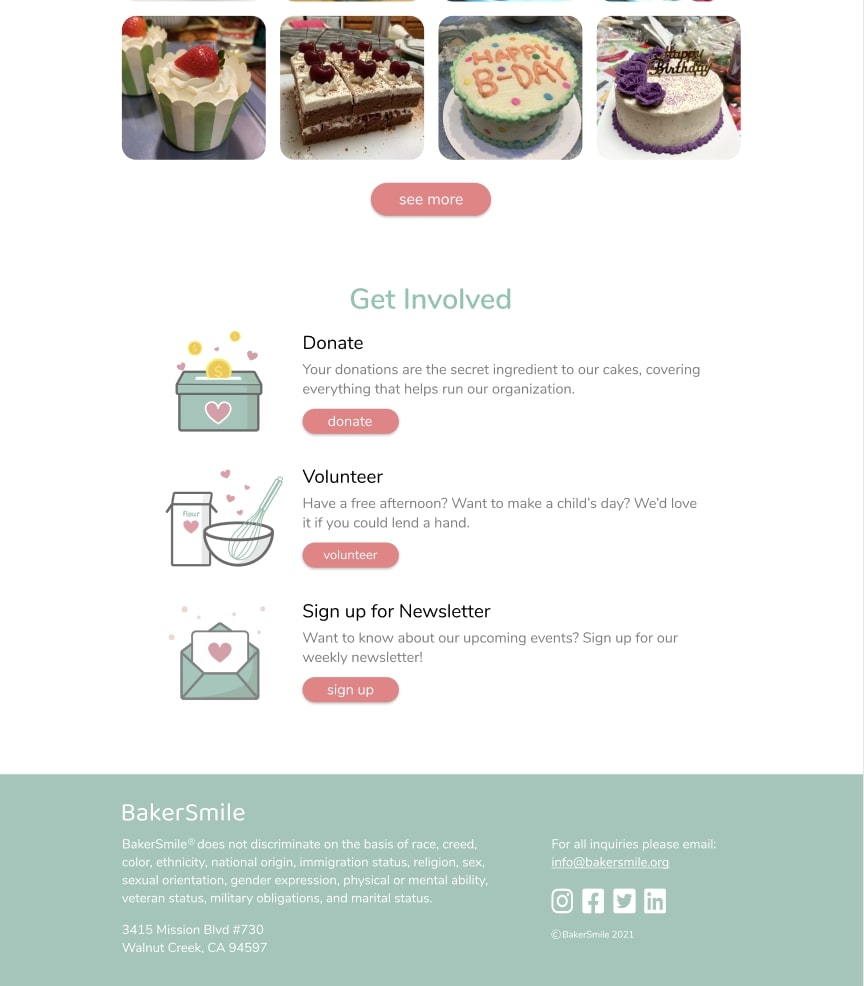 HAPPY
B-DAY
Happy
Birthday
see more
Get Involved
Donate
Your donations are the secret ingredient to our cakes, covering
everything that helps run our organization.
donate
flour
Volunteer
Have a free afternoon? Want to make a child’s day? We’d love
it if you could lend a hand.
volunteer
Sign up for Newsletter
Want to know about our upcoming events? Sign up for our
weekly newsletter!
sign up
BakerSmile
BakerSmile® does not discriminate on the basis of race, creed,
color, ethnicity, national origin, immigration status, religion, sex,
sexual orientation, gender expression, physical or mental ability,
veteran status, military obligations, and marital status.
3415 Mission Blvd #730
Walnut Creek, CA 94597
For all inquiries please email:
info@bakersmile.org
©BakerSmile 2021